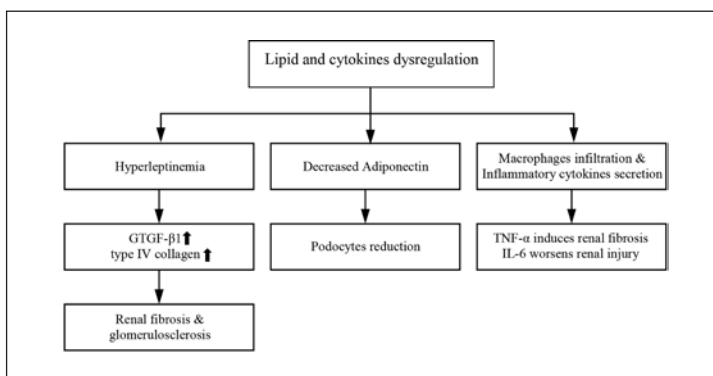 Lipid and cytokines dysregulation
Hyperleptinemia
Decreased Adiponectin
Macrophages infiltration &
Inflammatory cytokines secretion
GTGF-β1⬆
type IV collagen⬆
Podocytes reduction
TNF-α induces renal fibrosis
IL-6 worsens renal injury
Renal fibrosis &
glomerulosclerosis